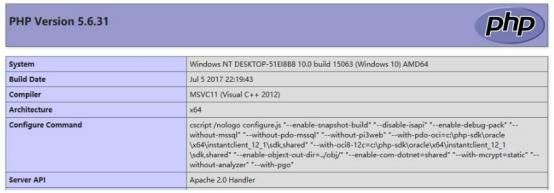 PHP Version 5.6.31
php
System Windows NT DESKTOP-51EI8B8 10.0 build 15063 (Windows 10) AMD64
Build Date Jul 5 2017 22:19:43
Compiler MSVC11 (Visual C++ 2012)
Architecture x64
Configure Command cscript /nologo configure.js "--enable-snapshot-build" "--disable-isapi" "--enable-debug-pack" "--
without-mssql" "--without-pdo-mssql" "--without-pi3web" "--with-pdo-oci=c:\php-sdk\oracle
\x64\instantclient_12_1\sdk,shared" "--with-oci8-12c=c:\php-sdk\oracle\x64\instantclient_12_1
\sdk,shared" "--enable-object-out-dir=../obj/" "--enable-com-dotnet=shared" "--with-mcrypt=static" "--
without-analyzer" "--with-pgo"
Server API Apache 2.0 Handler